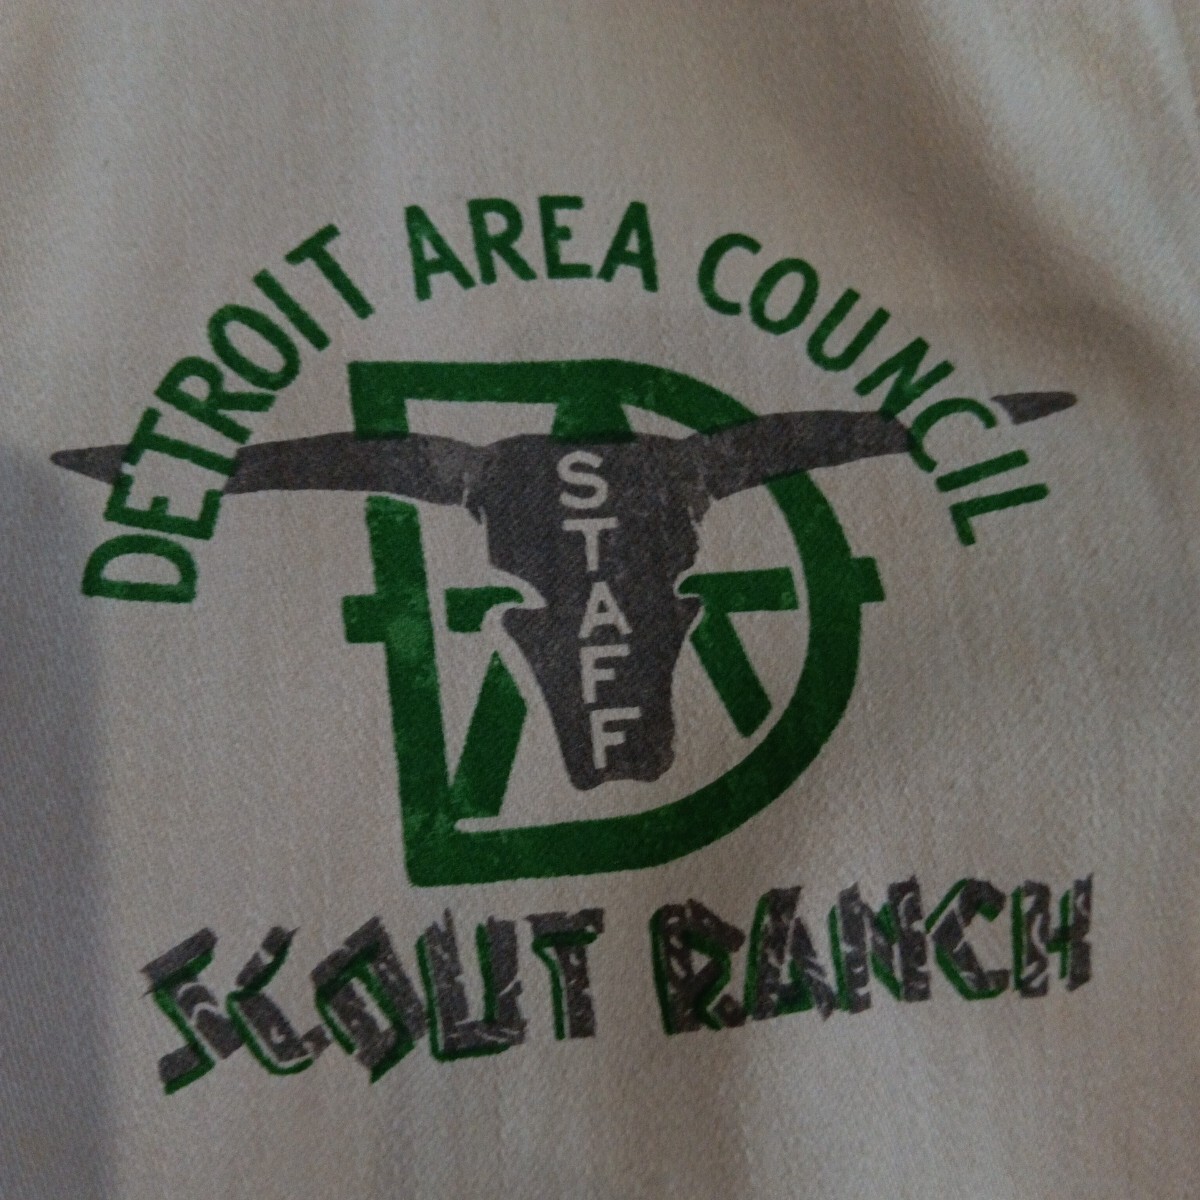 DETROIT AREA COUNCIL
STAFF
SCOUT RANCH